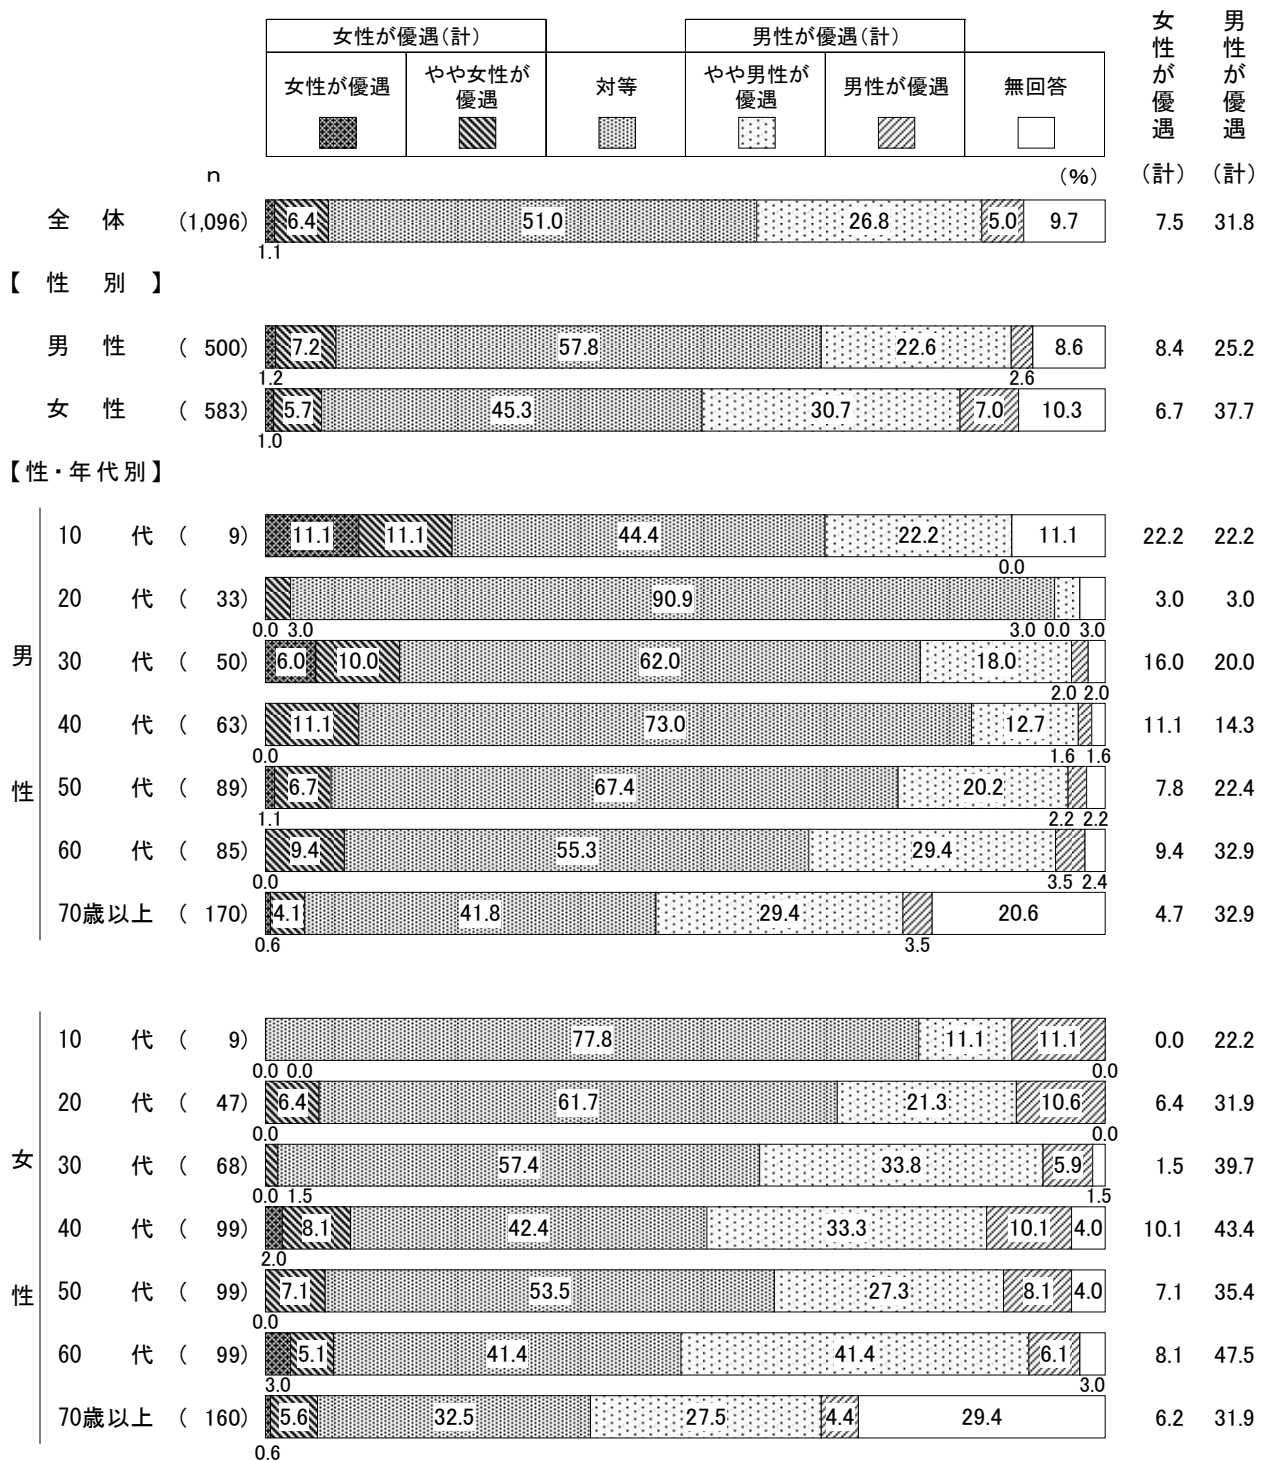 女性が優遇(計) 男性が優遇(計)
女性が優遇 やや女性が優遇 対等 やや男性が優遇 男性が優遇 無回答
女性が優遇(計) 男性が優遇(計)
n (%)
全体 (1,096) 1.1 6.4 51.0 26.8 5.0 9.7 7.5 31.8
【性別】
男性 (500) 1.2 7.2 57.8 22.6 2.6 8.6 8.4 25.2
女性 (583) 1.0 5.7 45.3 30.7 7.0 10.3 6.7 37.7
【性・年代別】
男性
10代 (9) 11.1 11.1 44.4 22.2 0.0 11.1 22.2 22.2
20代 (33) 0.0 3.0 90.9 3.0 0.0 3.0 3.0 3.0
30代 (50) 6.0 10.0 62.0 18.0 2.0 2.0 16.0 20.0
40代 (63) 0.0 11.1 73.0 12.7 1.6 1.6 11.1 14.3
50代 (89) 1.1 6.7 67.4 20.2 2.2 2.2 7.8 22.4
60代 (85) 0.0 9.4 55.3 29.4 3.5 2.4 9.4 32.9
70歳以上 (170) 0.6 4.1 41.8 29.4 3.5 20.6 4.7 32.9
女性
10代 (9) 0.0 0.0 77.8 11.1 11.1 0.0 0.0 22.2
20代 (47) 0.0 6.4 61.7 21.3 10.6 0.0 6.4 31.9
30代 (68) 0.0 1.5 57.4 33.8 5.9 1.5 1.5 39.7
40代 (99) 2.0 8.1 42.4 33.3 10.1 4.0 10.1 43.4
50代 (99) 0.0 7.1 53.5 27.3 8.1 4.0 7.1 35.4
60代 (99) 3.0 5.1 41.4 41.4 6.1 3.0 8.1 47.5
70歳以上 (160) 0.6 5.6 32.5 27.5 4.4 29.4 6.2 31.9